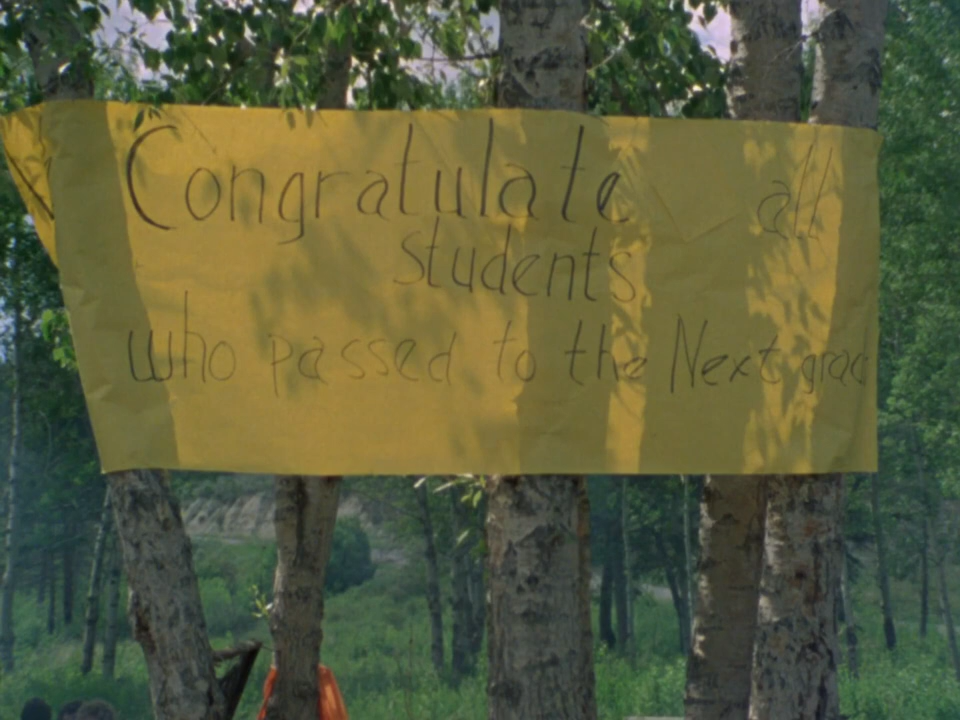 Congratulate all
students
who passed to the Next grad